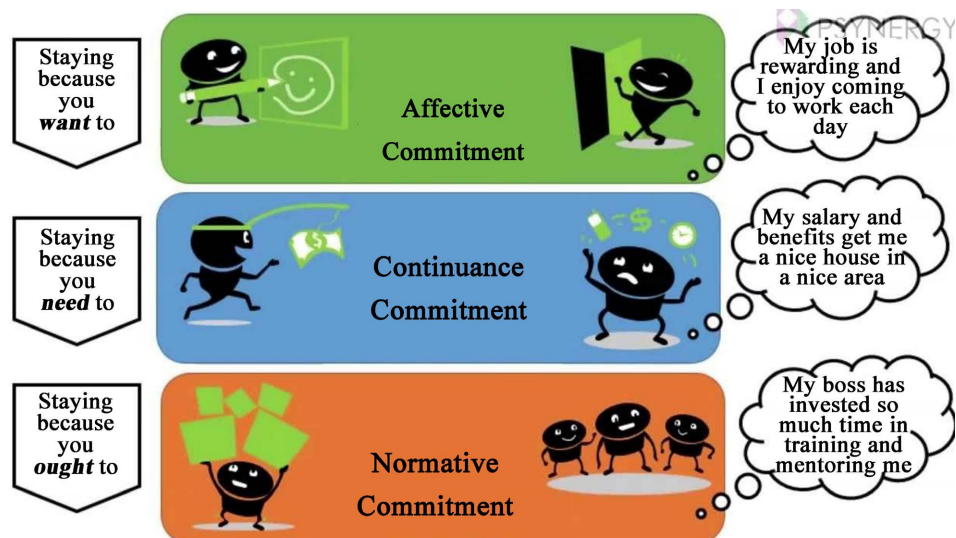 PSYNERGY
Staying
because
you
want to
Affective
Commitment
My job is
rewarding and
I enjoy coming
to work each
day
Staying
because
you
need to
$
$
Continuance
Commitment
My salary and
benefits get me
a nice house in
a nice area
Staying
because
you
ought to
Normative
Commitment
My boss has
invested so
much time in
training and
mentoring me